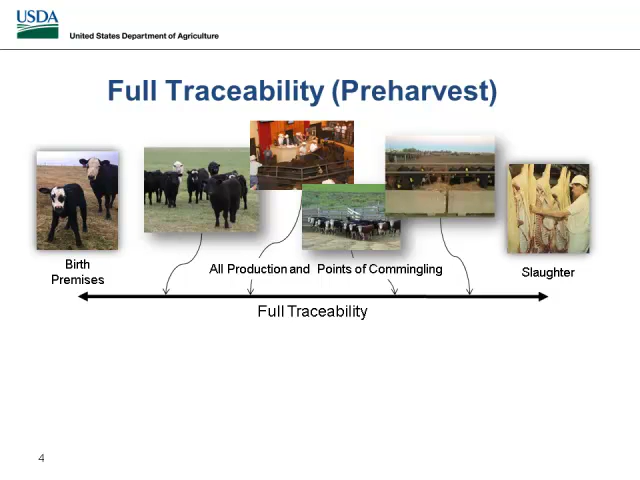 USDA
United States Department of Agriculture
Full Traceability (Preharvest)
Birth
Premises
All Production and Points of Commingling
Slaughter
Full Traceability
4